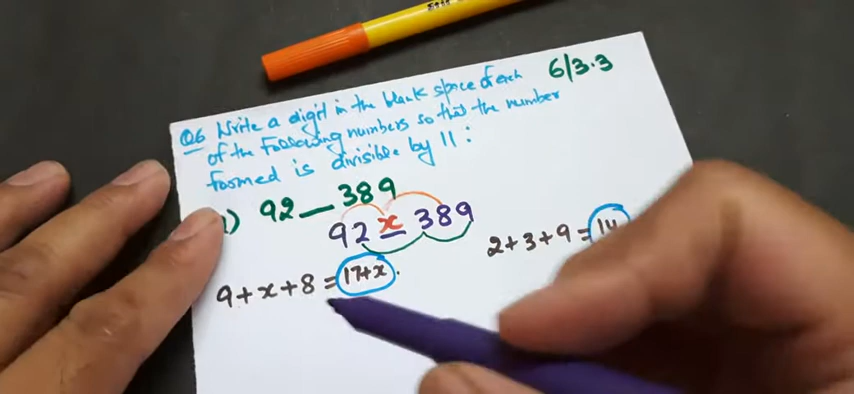 Q6 Write a digit in the blank space of each 6/3.3
of the following numbers so that the number
formed is divisible by 11 :
) 92 __ 389
92 x 389
9+x+8 = 17+x. 2+3+9 = 14